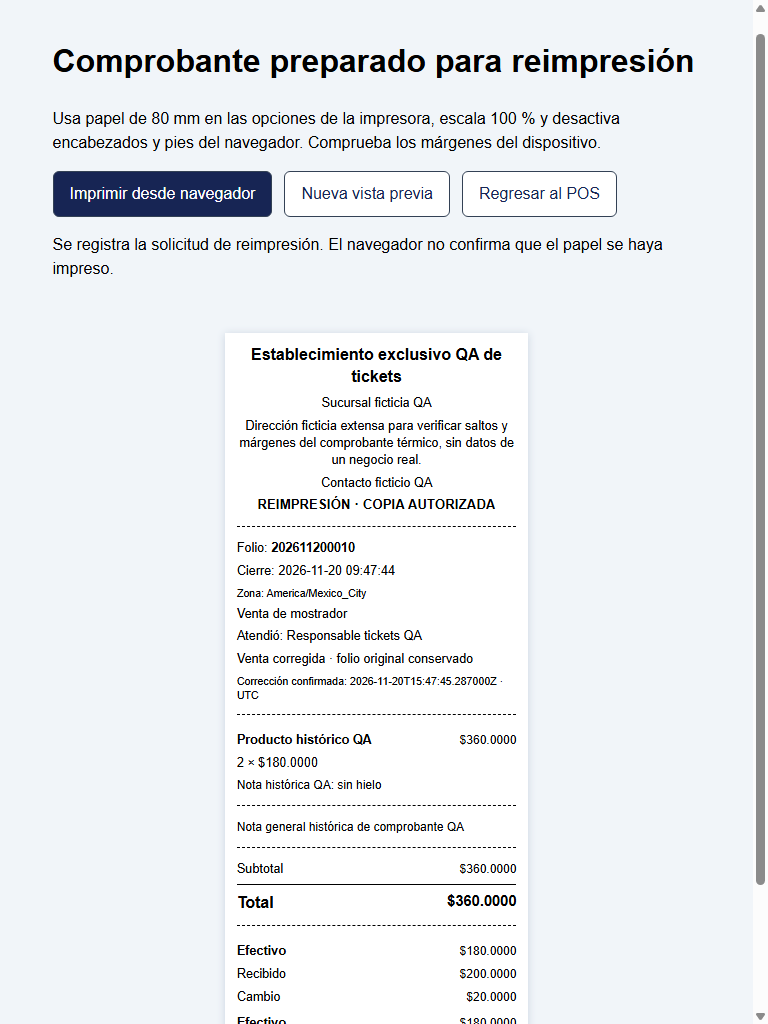 Comprobante preparado para reimpresión
Usa papel de 80 mm en las opciones de la impresora, escala 100 % y desactiva
encabezados y pies del navegador. Comprueba los márgenes del dispositivo.
Imprimir desde navegador
Nueva vista previa
Regresar al POS
Se registra la solicitud de reimpresión. El navegador no confirma que el papel se haya
impreso.
Establecimiento exclusivo QA de
tickets
Sucursal ficticia QA
Dirección ficticia extensa para verificar saltos y
márgenes del comprobante térmico, sin datos de
un negocio real.
Contacto ficticio QA
REIMPRESIÓN · COPIA AUTORIZADA
Folio: 202611200010
Cierre: 2026-11-20 09:47:44
Zona: America/Mexico_City
Venta de mostrador
Atendió: Responsable tickets QA
Venta corregida · folio original conservado
Corrección confirmada: 2026-11-20T15:47:45.287000Z ·
UTC
Producto histórico QA $360.0000
2 × $180.0000
Nota histórica QA: sin hielo
Nota general histórica de comprobante QA
Subtotal $360.0000
Total $360.0000
Efectivo $180.0000
Recibido $200.0000
Cambio $20.0000
Efectivo $180.0000